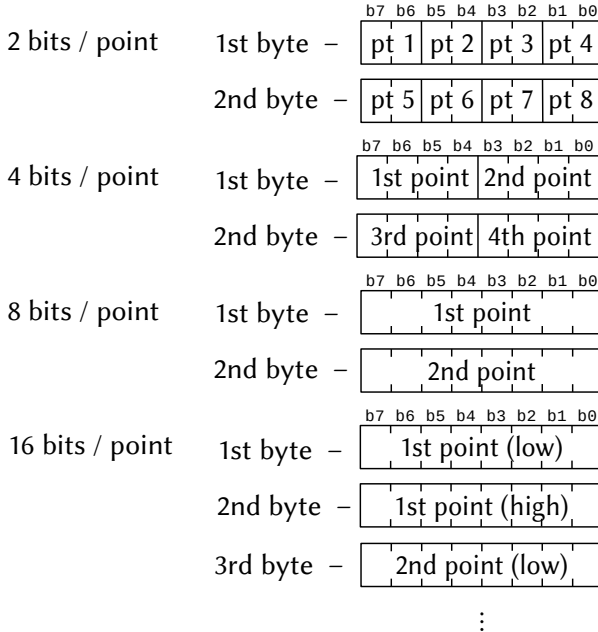 b7 b6 b5 b4 b3 b2 b1 b0
2 bits / point 1st byte – pt 1 pt 2 pt 3 pt 4
2nd byte – pt 5 pt 6 pt 7 pt 8
b7 b6 b5 b4 b3 b2 b1 b0
4 bits / point 1st byte – 1st point 2nd point
2nd byte – 3rd point 4th point
b7 b6 b5 b4 b3 b2 b1 b0
8 bits / point 1st byte – 1st point
2nd byte – 2nd point
b7 b6 b5 b4 b3 b2 b1 b0
16 bits / point 1st byte – 1st point (low)
2nd byte – 1st point (high)
3rd byte – 2nd point (low)
⋮